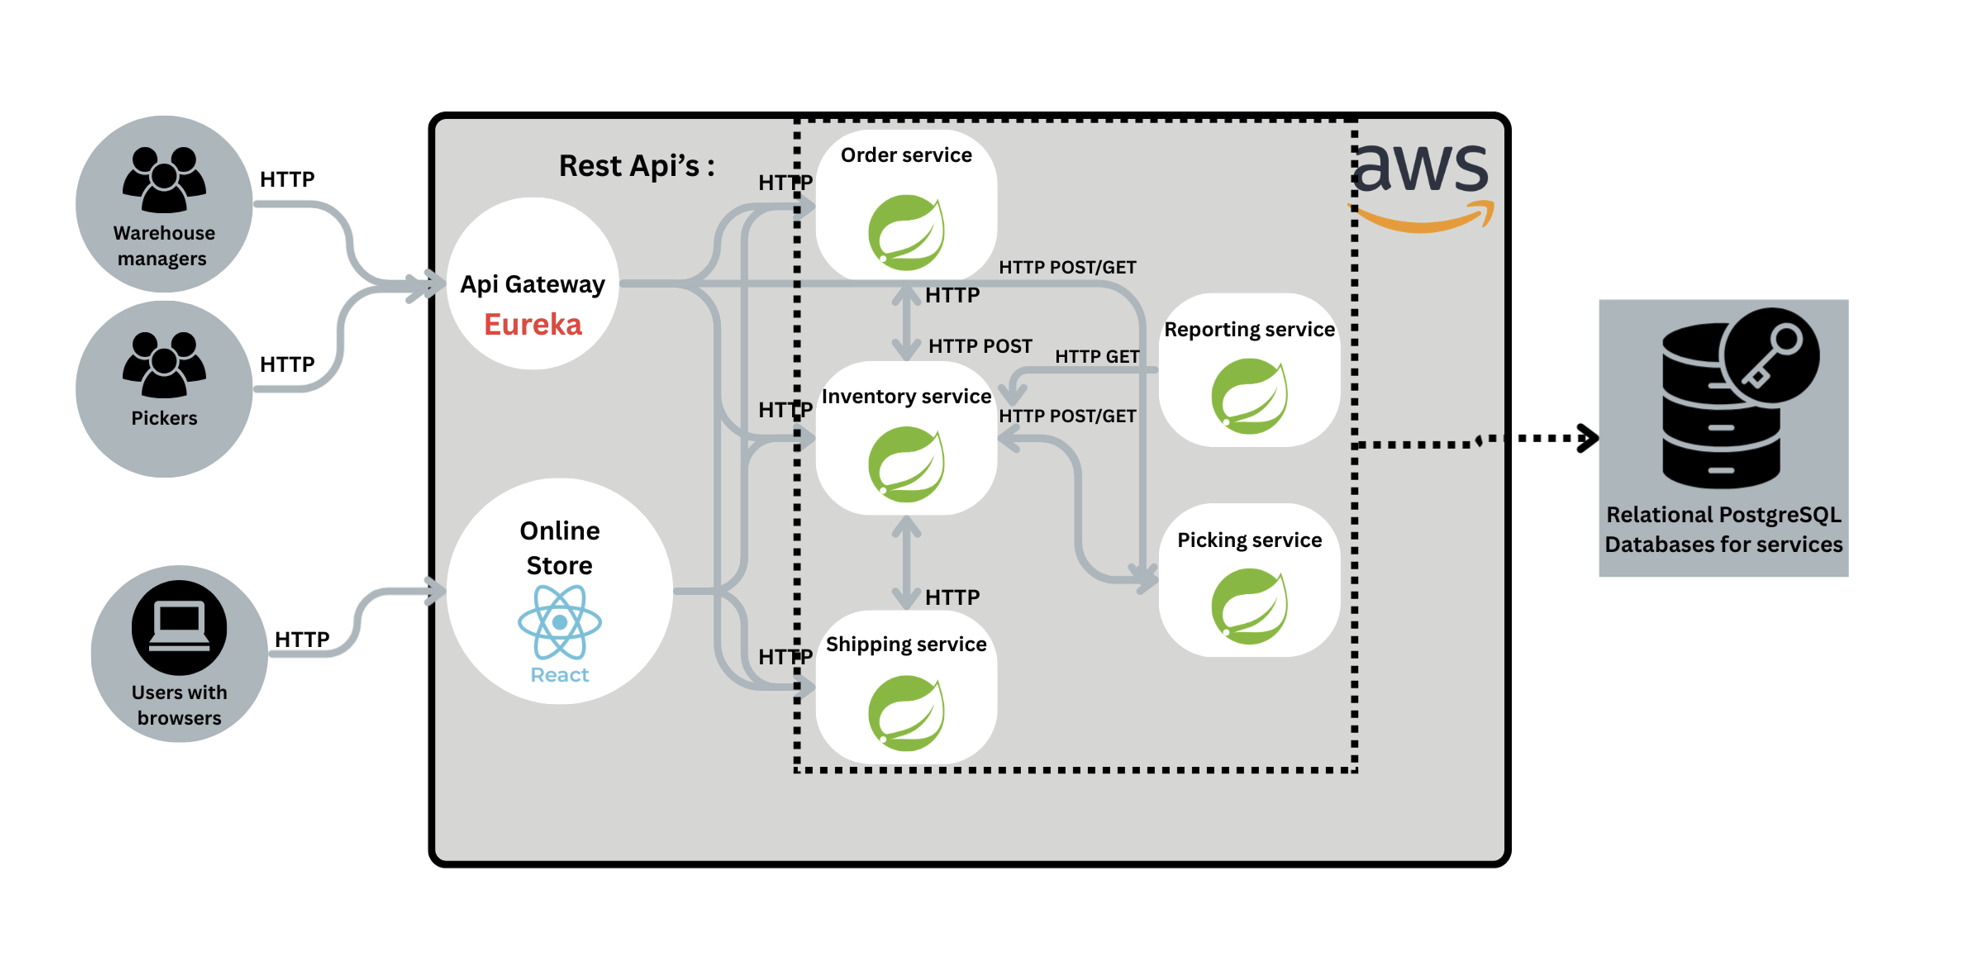 Warehouse
managers
HTTP
Pickers
HTTP
Users with
browsers
HTTP
Rest Api's :
Api Gateway
Eureka
Online
Store
React
HTTP
HTTP
HTTP
Order service
HTTP
HTTP POST
Inventory service
HTTP
Shipping service
HTTP POST/GET
HTTP GET
HTTP POST/GET
Reporting service
Picking service
aws
Relational PostgreSQL
Databases for services